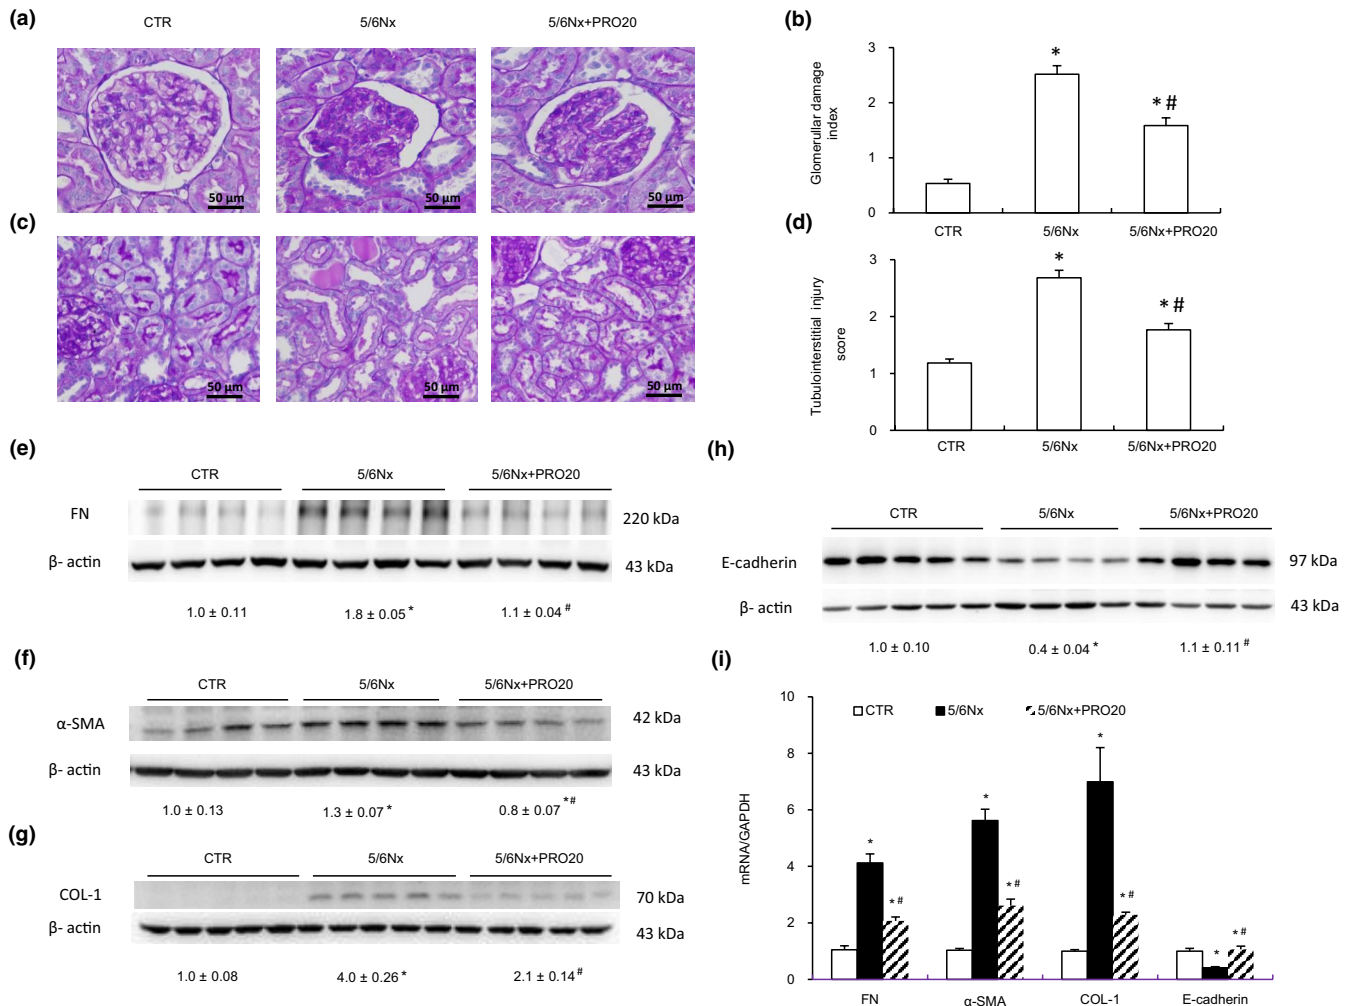 (a)
CTR
5/6Nx
5/6Nx+PRO20
50 µm
50 µm
50 µm
(b)
Glomerullar damage
index
3
2
1
0
*
* #
CTR
5/6Nx
5/6Nx+PRO20
(c)
50 µm
50 µm
50 µm
(d)
Tubulointerstitial injury
score
3
2
1
0
*
* #
CTR
5/6Nx
5/6Nx+PRO20
(e)
CTR
5/6Nx
5/6Nx+PRO20
FN
220 kDa
β- actin
43 kDa
1.0 ± 0.11
1.8 ± 0.05 *
1.1 ± 0.04 #
(f)
CTR
5/6Nx
5/6Nx+PRO20
α-SMA
42 kDa
β- actin
43 kDa
1.0 ± 0.13
1.3 ± 0.07 *
0.8 ± 0.07 *#
(g)
CTR
5/6Nx
5/6Nx+PRO20
COL-1
70 kDa
β- actin
43 kDa
1.0 ± 0.08
4.0 ± 0.26 *
2.1 ± 0.14 #
(h)
CTR
5/6Nx
5/6Nx+PRO20
E-cadherin
97 kDa
β- actin
43 kDa
1.0 ± 0.10
0.4 ± 0.04 *
1.1 ± 0.11 #
(i)
mRNA/GAPDH
10
8
6
4
2
0
CTR
5/6Nx
5/6Nx+PRO20
*
* #
*
* #
*
* #
*
* #
FN
α-SMA
COL-1
E-cadherin